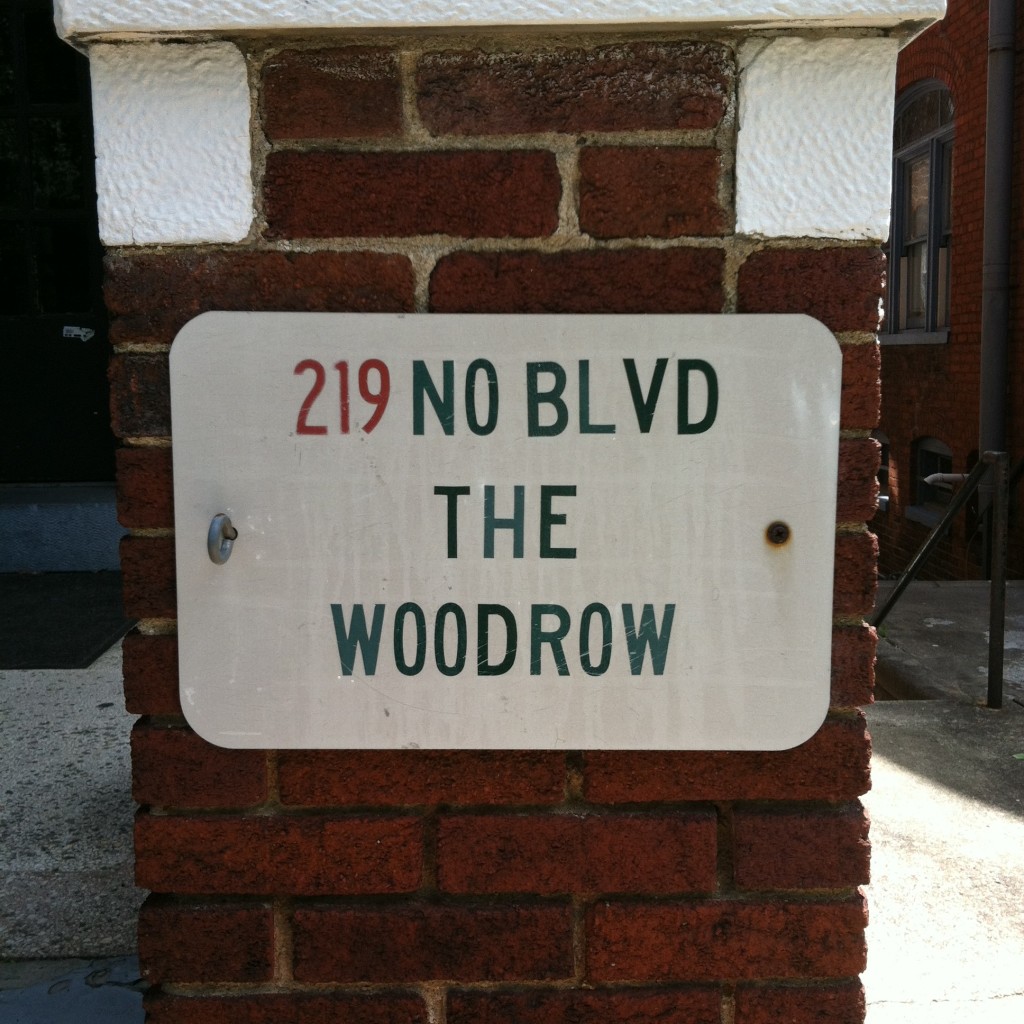 219 NO BLVD
THE
WOODROW